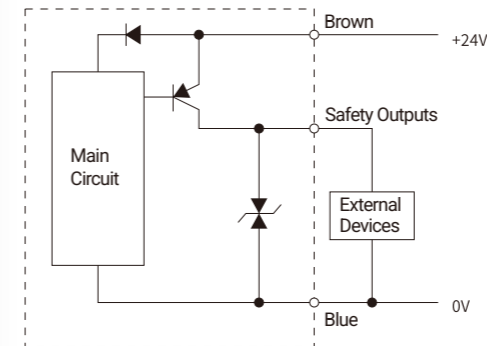 Brown
+24V
Safety Outputs
Main
Circuit
External
Devices
0V
Blue